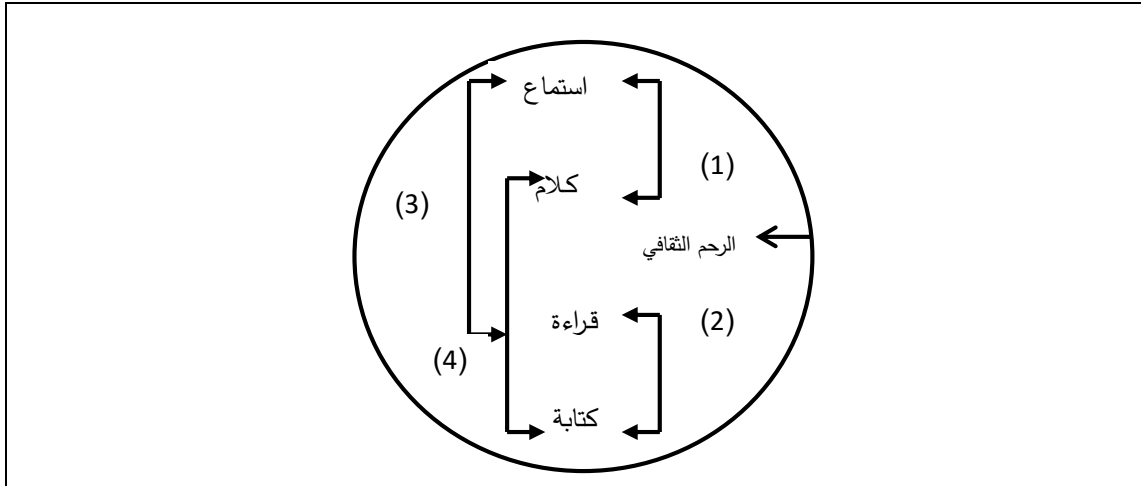 استماع
(1)
كلام
(3)
الرحم الثقافي
قراءة
(2)
(4)
كتابة